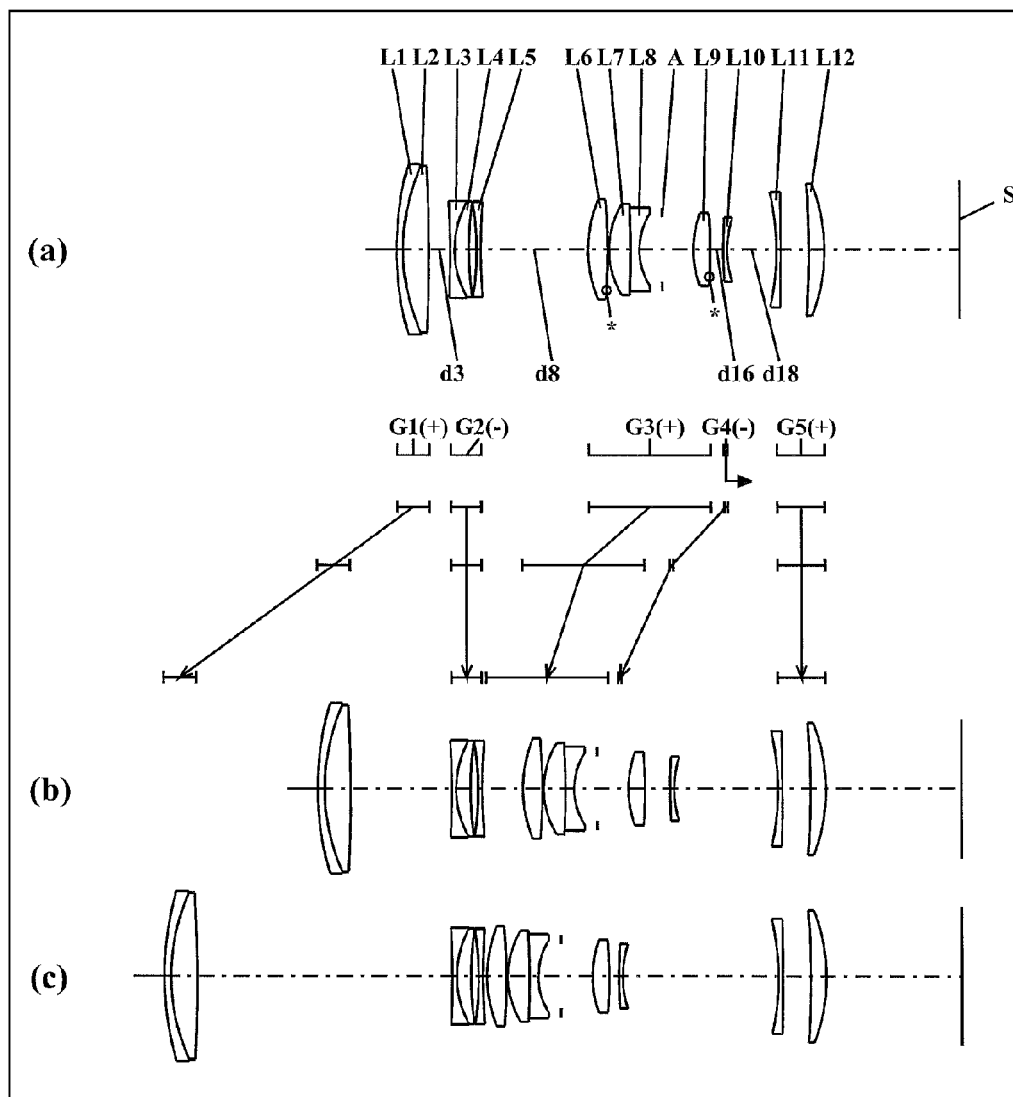 L1 L2 L3 L4 L5 L6 L7 L8 A L9 L10 L11 L12
S
(a)
* *
d3 d8 d16 d18
G1(+) G2(-) G3(+) G4(-) G5(+)
(b)
(c)